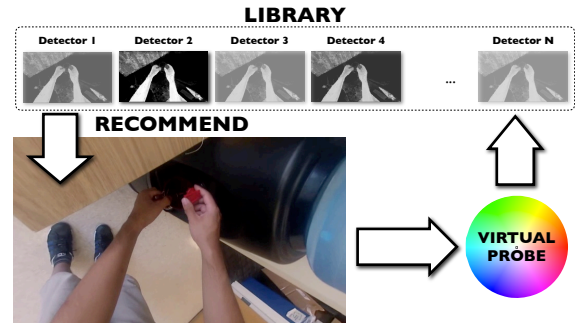 LIBRARY
Detector 1 Detector 2 Detector 3 Detector 4 ... Detector N
RECOMMEND
VIRTUAL
PROBE